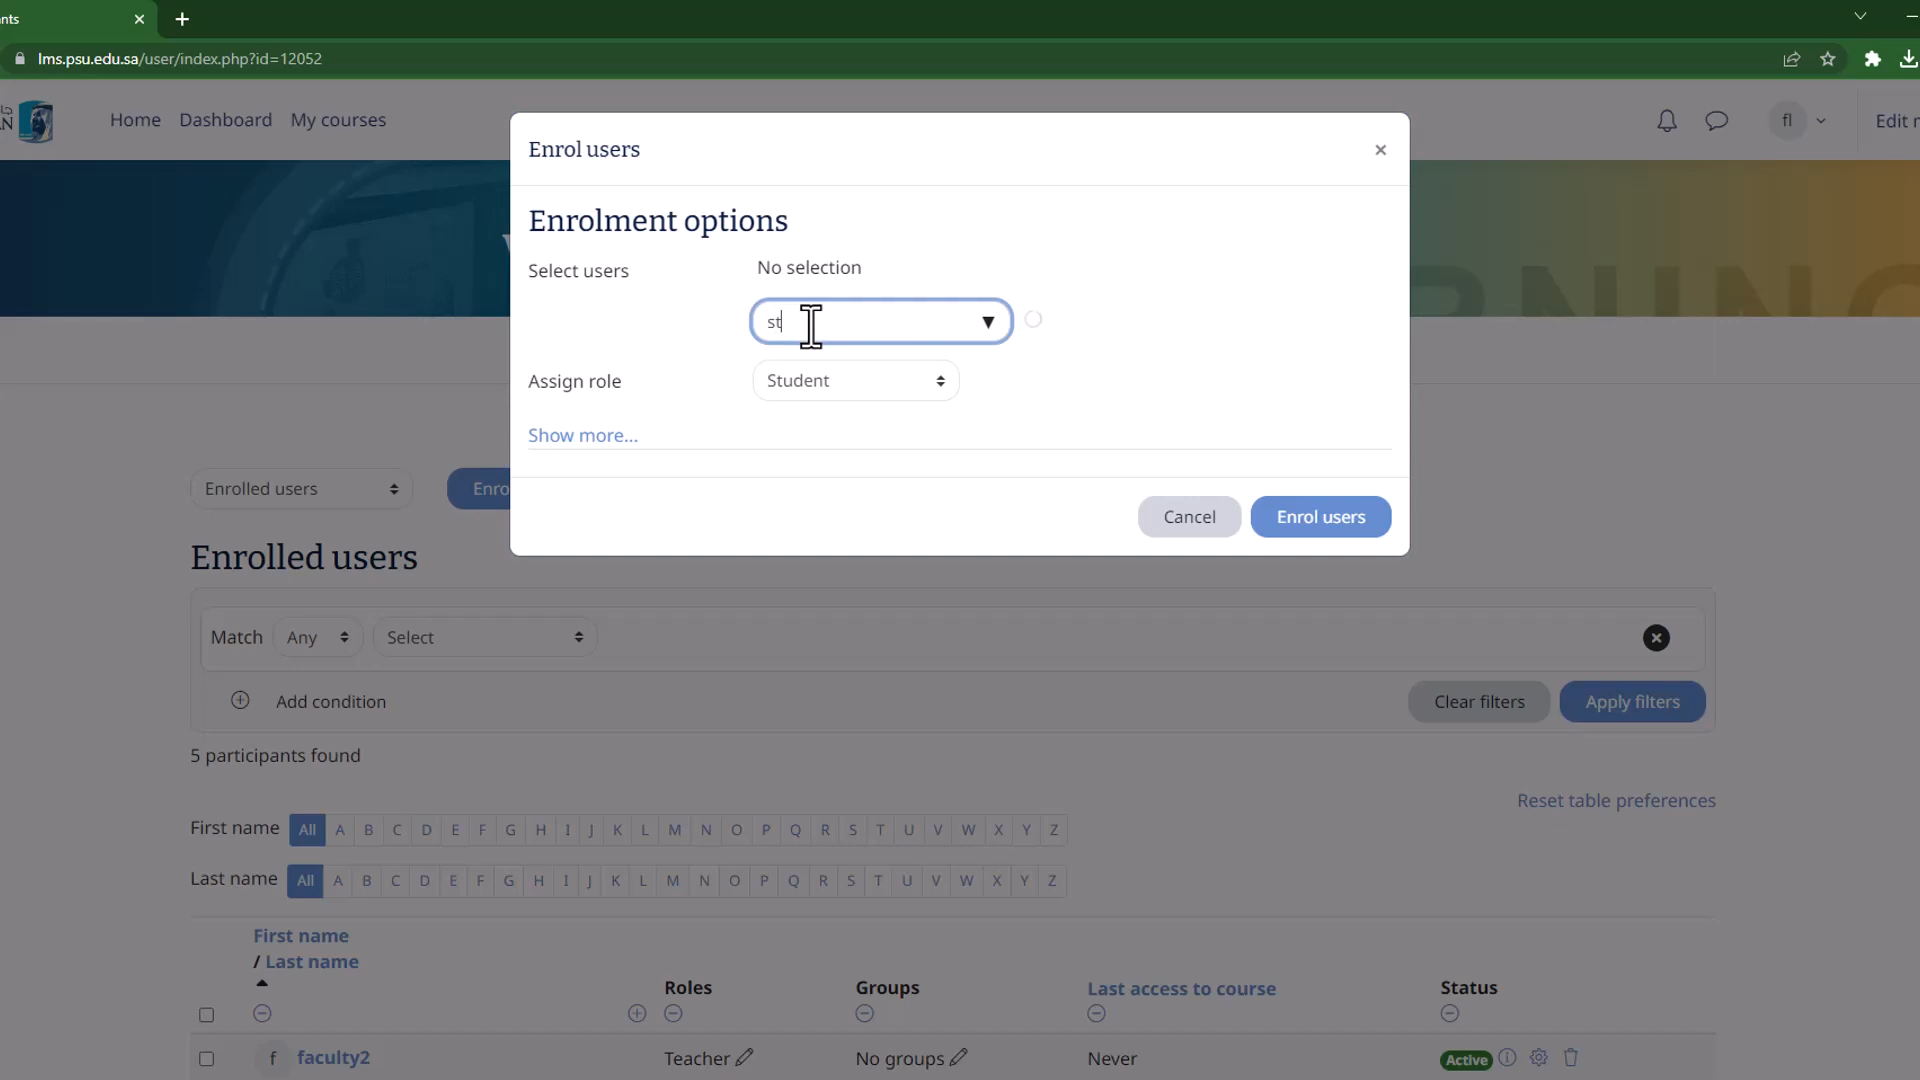 nts
lms.psu.edu.sa/user/index.php?id=12052
Home Dashboard My courses
fl
Edit
Enrol users
Enrolment options
Select users
No selection
st
Assign role
Student
Show more...
Cancel
Enrol users
Enrolled users
Enro
Enrolled users
Match Any Select
Add condition
Clear filters
Apply filters
5 participants found
Reset table preferences
First name All A B C D E F G H I J K L M N O P Q R S T U V W X Y Z
Last name All A B C D E F G H I J K L M N O P Q R S T U V W X Y Z
First name
/ Last name
Roles
Groups
Last access to course
Status
f faculty2
Teacher
No groups
Never
Active